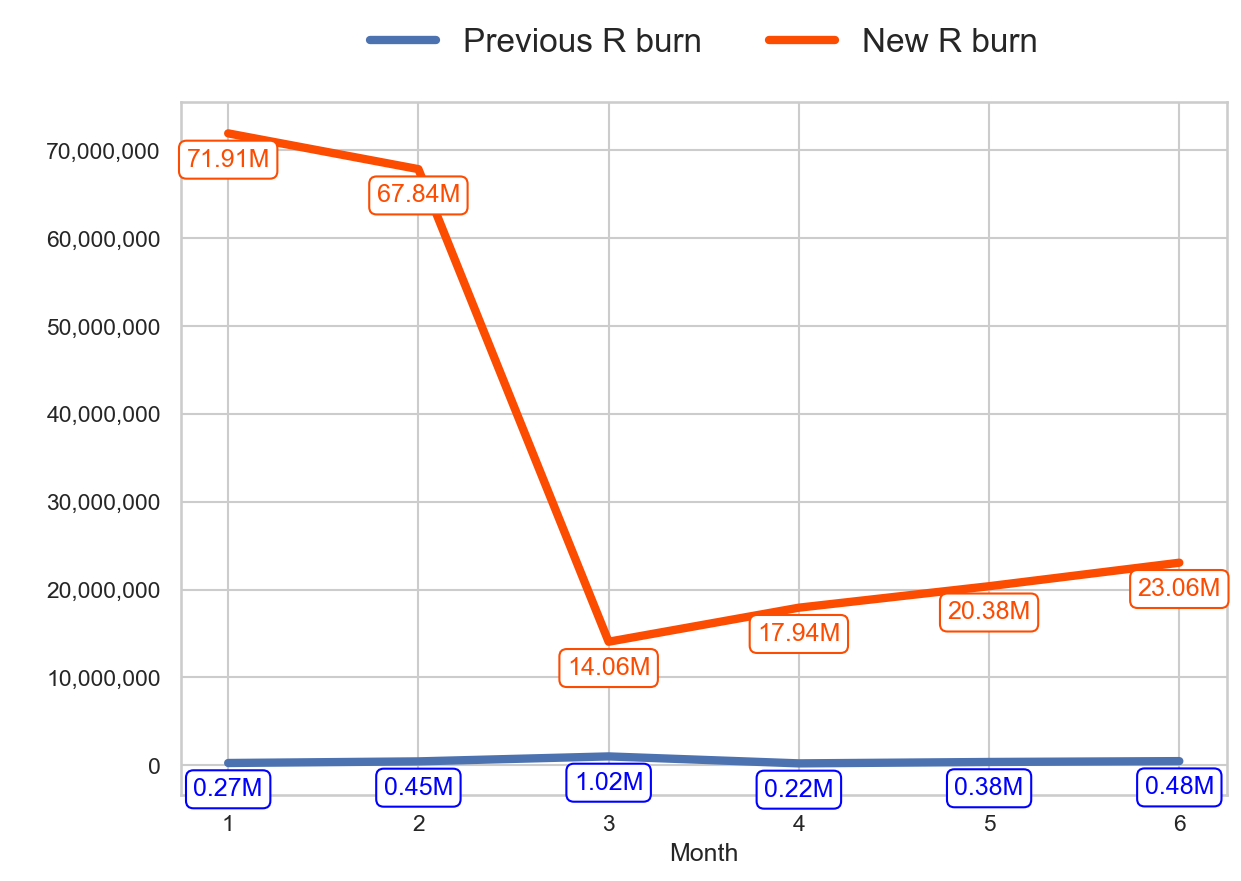 Previous R burn New R burn
70,000,000
60,000,000
50,000,000
40,000,000
30,000,000
20,000,000
10,000,000
0
71.91M
67.84M
14.06M
17.94M
20.38M
23.06M
0.27M
0.45M
1.02M
0.22M
0.38M
0.48M
1 2 3 4 5 6
Month